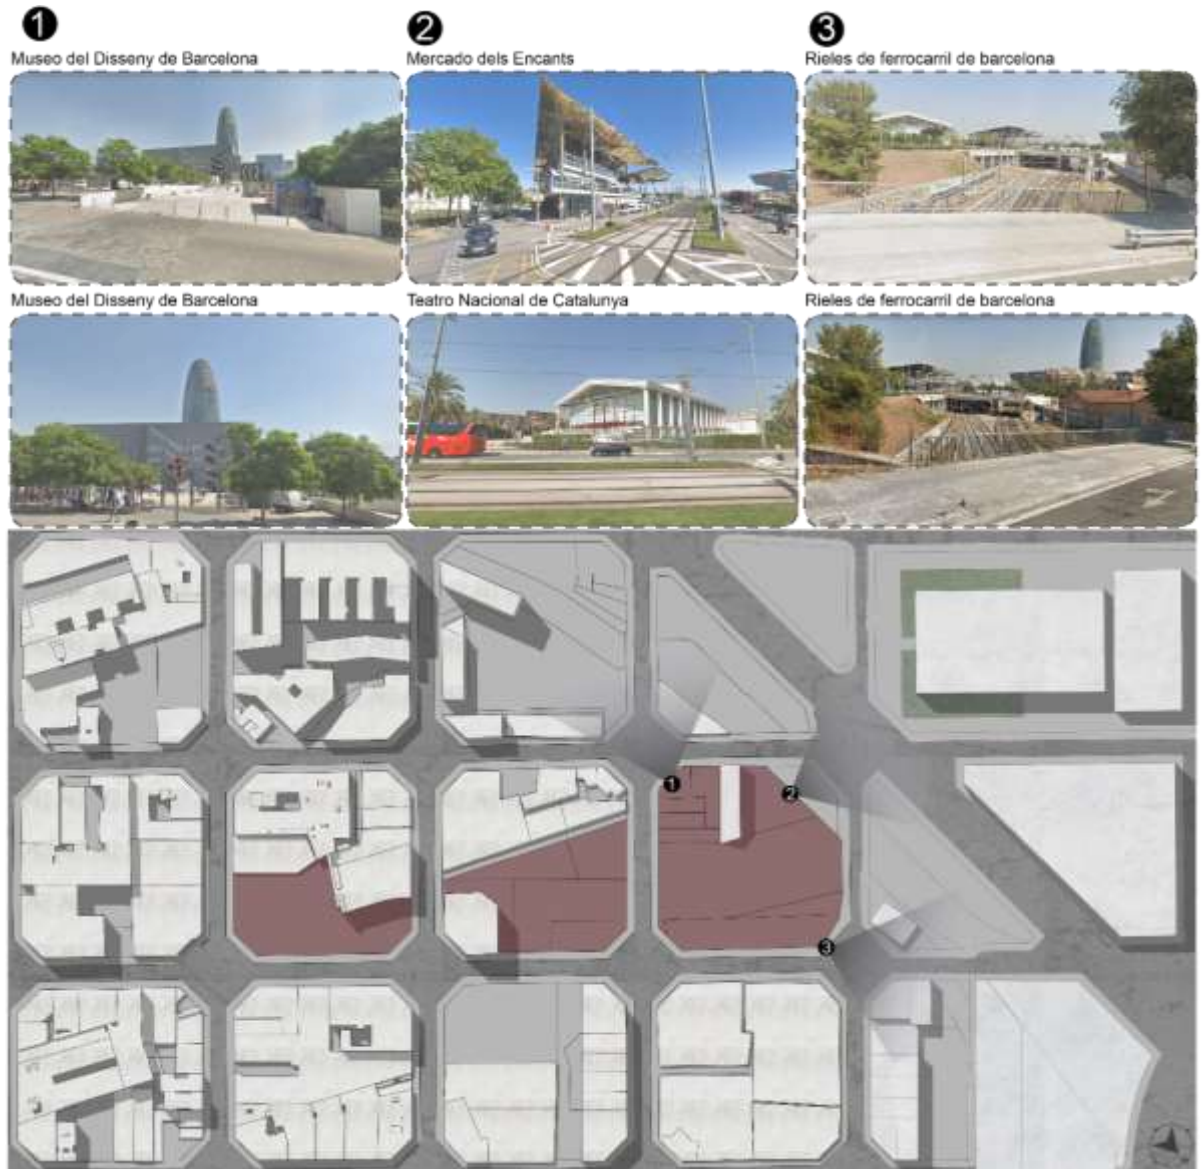 1
2
3
Museo del Disseny de Barcelona
Mercado dels Encants
Rieles de ferrocarril de barcelona
Museo del Disseny de Barcelona
Teatro Nacional de Catalunya
Rieles de ferrocarril de barcelona
1
2
3